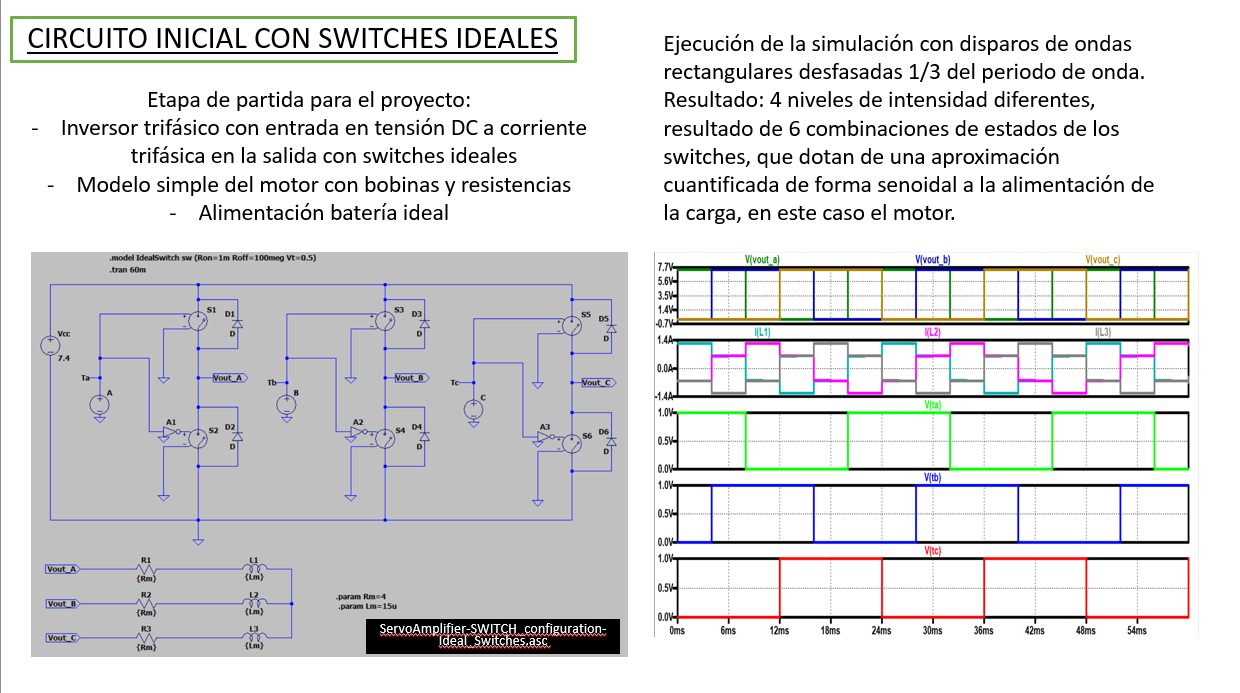 CIRCUITO INICIAL CON SWITCHES IDEALES
Etapa de partida para el proyecto:
- Inversor trifásico con entrada en tensión DC a corriente
trifásica en la salida con switches ideales
- Modelo simple del motor con bobinas y resistencias
- Alimentación batería ideal
Ejecución de la simulación con disparos de ondas
rectangulares desfasadas 1/3 del periodo de onda.
Resultado: 4 niveles de intensidad diferentes,
resultado de 6 combinaciones de estados de los
switches, que dotan de una aproximación
cuantificada de forma senoidal a la alimentación de
la carga, en este caso el motor.
.model IdealSwitch sw (Ron=1m Roff=100meg Vt=0.5)
.tran 60m
S1 D1 S3 D3 S5 D5
D D D
Vcc
7.4
Ta Vout_A Tb Vout_B Tc Vout_C
A B C
A1 S2 D2 A2 S4 D4 A3 S6 D6
D D D
Vout_A R1 {Rm} L1 {Lm}
Vout_B R2 {Rm} L2 {Lm}
Vout_C R3 {Rm} L3 {Lm}
.param Rm=4
.param Lm=15u
ServoAmplifier-SWITCH_configuration-
Ideal_Switches.asc
V(vout_a) V(vout_b) V(vout_c)
7.7V
5.6V
3.5V
1.4V
-0.7V
I(L1) I(L2) I(L3)
1.4A
0.0A
-1.4A
V(ta)
1.0V
0.5V
0.0V
V(tb)
1.0V
0.5V
0.0V
V(tc)
1.0V
0.5V
0.0V
0ms 6ms 12ms 18ms 24ms 30ms 36ms 42ms 48ms 54ms